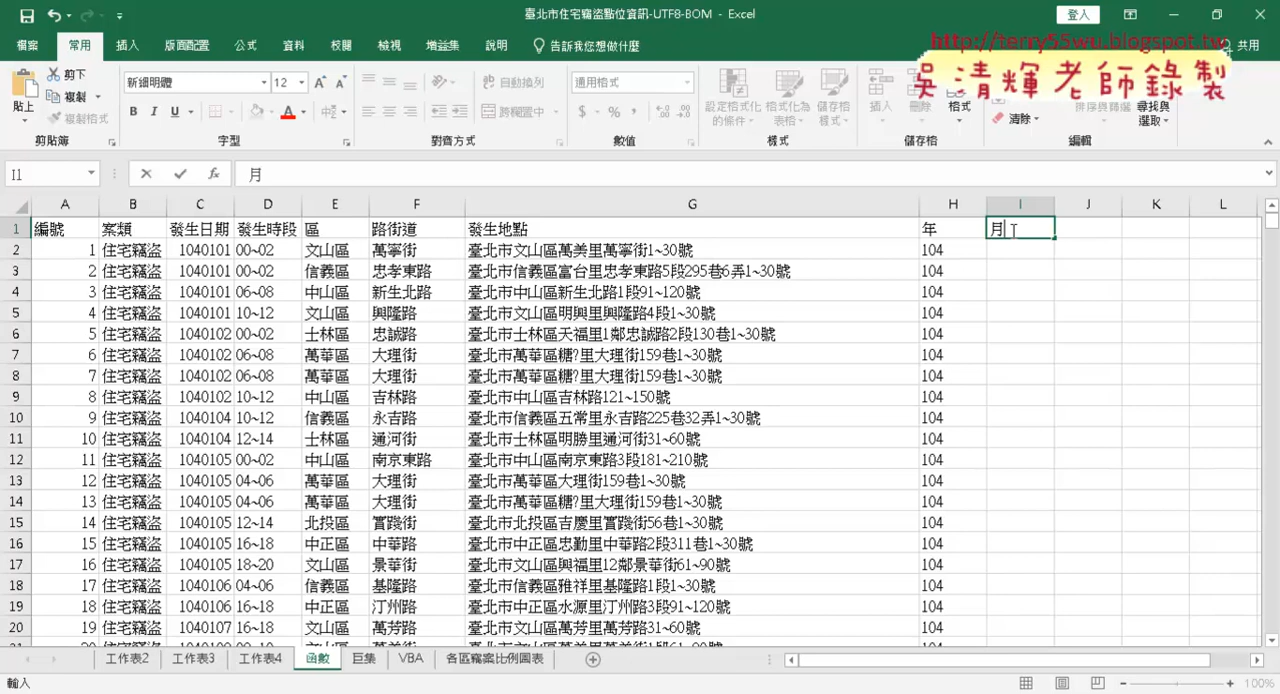 臺北市住宅竊盜點位資訊-UTF8-BOM - Excel
登入
檔案 常用 插入 版面配置 公式 資料 校閱 檢視 增益集 說明 告訴我您想做什麼 共用
http://terry55wu.blogspot.tw
吳清輝老師錄製
貼上 剪下 複製 複製格式 剪貼簿
新細明體 12 B I U A 字型
自動換列 跨欄置中 對齊方式
通用格式 $ % , 數值
設定格式化的條件 格式化為表格 儲存格樣式 樣式
插入 刪除 格式 儲存格
清除 排序與篩選 尋找與選取 編輯
I1 fx 月
A B C D E F G H I J K L
1 編號 案類 發生日期 發生時段 區 路街道 發生地點 年 月
2 1 住宅竊盜 1040101 00~02 文山區 萬寧街 臺北市文山區萬美里萬寧街1~30號 104
3 2 住宅竊盜 1040101 00~02 信義區 忠孝東路 臺北市信義區富台里忠孝東路5段295巷6弄1~30號 104
4 3 住宅竊盜 1040101 06~08 中山區 新生北路 臺北市中山區新生北路1段91~120號 104
5 4 住宅竊盜 1040101 10~12 文山區 興隆路 臺北市文山區明興里興隆路4段1~30號 104
6 5 住宅竊盜 1040102 00~02 士林區 忠誠路 臺北市士林區天福里1鄰忠誠路2段130巷1~30號 104
7 6 住宅竊盜 1040102 06~08 萬華區 大理街 臺北市萬華區糖?里大理街159巷1~30號 104
8 7 住宅竊盜 1040102 06~08 萬華區 大理街 臺北市萬華區糖?里大理街159巷1~30號 104
9 8 住宅竊盜 1040102 10~12 中山區 吉林路 臺北市中山區吉林路121~150號 104
10 9 住宅竊盜 1040104 10~12 信義區 永吉路 臺北市信義區五常里永吉路225巷32弄1~30號 104
11 10 住宅竊盜 1040104 12~14 士林區 通河街 臺北市士林區明勝里通河街31~60號 104
12 11 住宅竊盜 1040105 00~02 中山區 南京東路 臺北市中山區南京東路3段181~210號 104
13 12 住宅竊盜 1040105 04~06 萬華區 大理街 臺北市萬華區大理街159巷1~30號 104
14 13 住宅竊盜 1040105 04~06 萬華區 大理街 臺北市萬華區糖?里大理街159巷1~30號 104
15 14 住宅竊盜 1040105 12~14 北投區 實踐街 臺北市北投區吉慶里實踐街56巷1~30號 104
16 15 住宅竊盜 1040105 16~18 中正區 中華路 臺北市中正區忠勤里中華路2段311巷1~30號 104
17 16 住宅竊盜 1040105 18~20 文山區 景華街 臺北市文山區興福里12鄰景華街61~90號 104
18 17 住宅竊盜 1040106 04~06 信義區 基隆路 臺北市信義區雅祥里基隆路1段1~30號 104
19 18 住宅竊盜 1040106 16~18 中正區 汀州路 臺北市中正區水源里汀州路3段91~120號 104
20 19 住宅竊盜 1040107 16~18 文山區 萬芳路 臺北市文山區萬芳里萬芳路31~60號 104
工作表2 工作表3 工作表4 函數 巨集 VBA 各區竊案比例圖表
輸入 100%